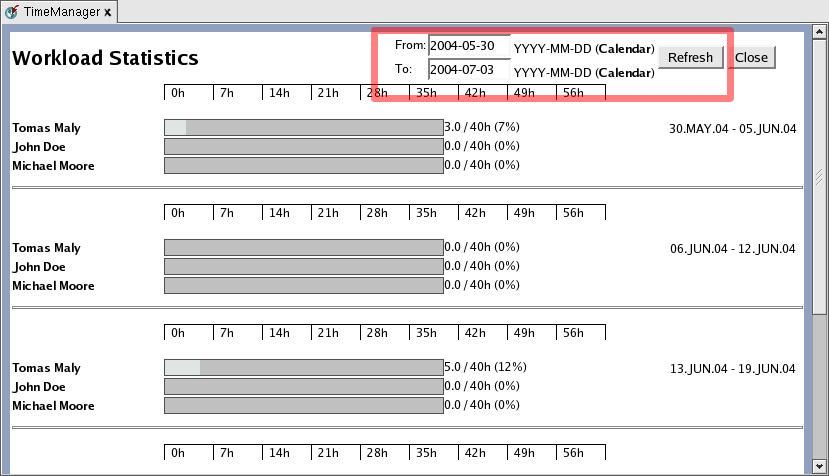 TimeManager x
Workload Statistics
From: 2004-05-30 YYYY-MM-DD (Calendar)
To: 2004-07-03 YYYY-MM-DD (Calendar)
Refresh Close
0h 7h 14h 21h 28h 35h 42h 49h 56h
Tomas Maly 3.0 / 40h (7%) 30.MAY.04 - 05.JUN.04
John Doe 0.0 / 40h (0%)
Michael Moore 0.0 / 40h (0%)
0h 7h 14h 21h 28h 35h 42h 49h 56h
Tomas Maly 0.0 / 40h (0%) 06.JUN.04 - 12.JUN.04
John Doe 0.0 / 40h (0%)
Michael Moore 0.0 / 40h (0%)
0h 7h 14h 21h 28h 35h 42h 49h 56h
Tomas Maly 5.0 / 40h (12%) 13.JUN.04 - 19.JUN.04
John Doe 0.0 / 40h (0%)
Michael Moore 0.0 / 40h (0%)
0h 7h 14h 21h 28h 35h 42h 49h 56h